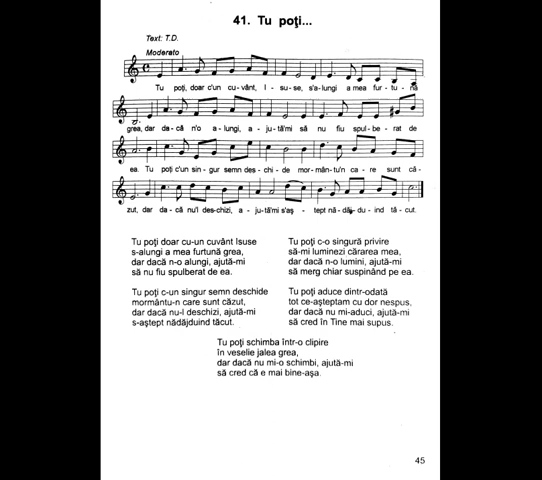 41. Tu poţi...
Text: T.D.
Moderato
Tu poţi, doar c'un cu-vânt, I - su-se, s'a-lungi a mea fur-tu-nă
grea, dar da-că n'o a-lungi, a - ju-tă'mi să nu fiu spul-be-rat de
ea. Tu poţi c'un sin-gur semn des-chi-de mor-mân-tu'n ca-re sunt că-
zut, dar da-că nu'l des-chizi, a-ju-tă'mi s'aş - tept nă-dăj-du-ind tă-cut.
Tu poţi doar cu-un cuvânt Isuse
s-alungi a mea furtună grea,
dar dacă n-o alungi, ajută-mi
să nu fiu spulberat de ea.
Tu poţi c-un singur semn deschide
mormântu-n care sunt căzut,
dar dacă nu-l deschizi, ajută-mi
s-aştept nădăjduind tăcut.
Tu poţi c-o singură privire
să-mi luminezi cărarea mea,
dar dacă n-o lumini, ajută-mi
să merg chiar suspinând pe ea.
Tu poţi aduce dintr-odată
tot ce-aşteptam cu dor nespus,
dar dacă nu mi-aduci, ajută-mi
să cred în Tine mai supus.
Tu poţi schimba într-o clipire
în veselie jalea grea,
dar dacă nu mi-o schimbi, ajută-mi
să cred că e mai bine-aşa.
45